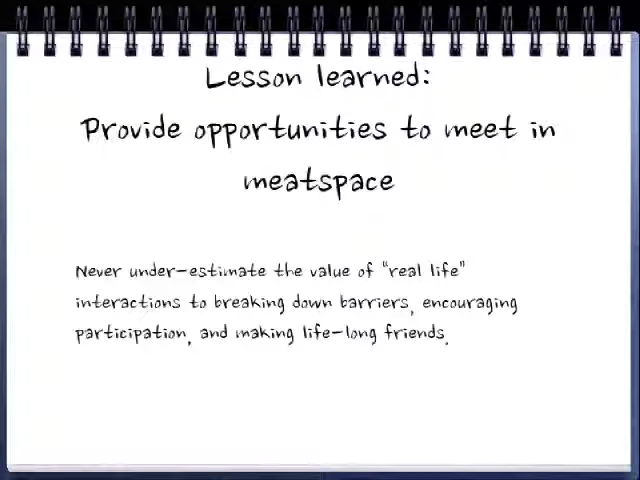 Lesson learned:
Provide opportunities to meet in
meatspace
Never under-estimate the value of "real life"
interactions to breaking down barriers, encouraging
participation, and making life-long friends.